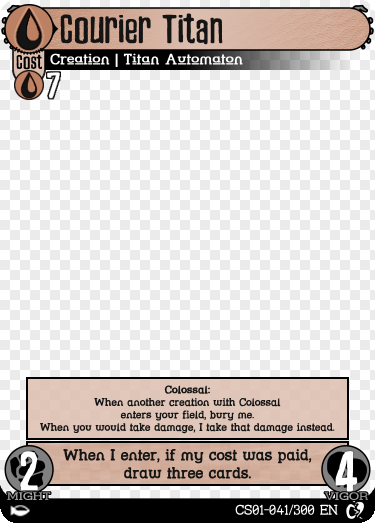 Courier Titan
Cost
Creation | Titan Automaton
7
Colossal:
When another creation with Colossal
enters your field, bury me.
When you would take damage, I take that damage instead.
When I enter, if my cost was paid,
draw three cards.
2
MIGHT
4
VIGOR
CS01-041/300 EN